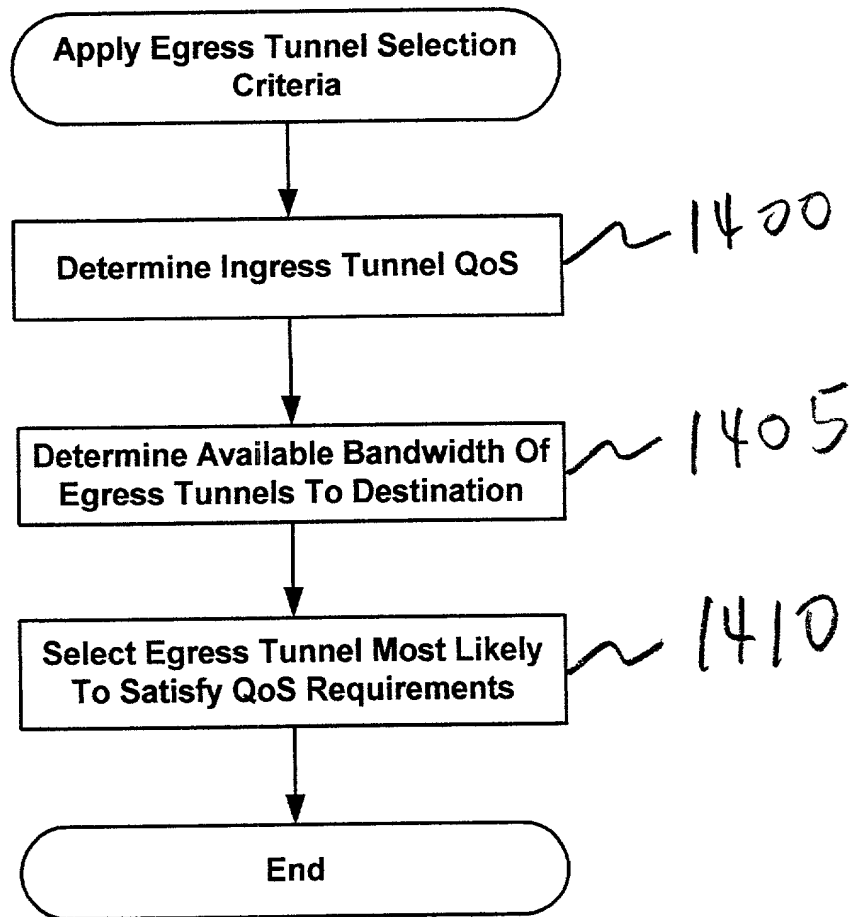 Apply Egress Tunnel Selection
Criteria
Determine Ingress Tunnel QoS
1400
Determine Available Bandwidth Of
Egress Tunnels To Destination
1405
Select Egress Tunnel Most Likely
To Satisfy QoS Requirements
1410
End